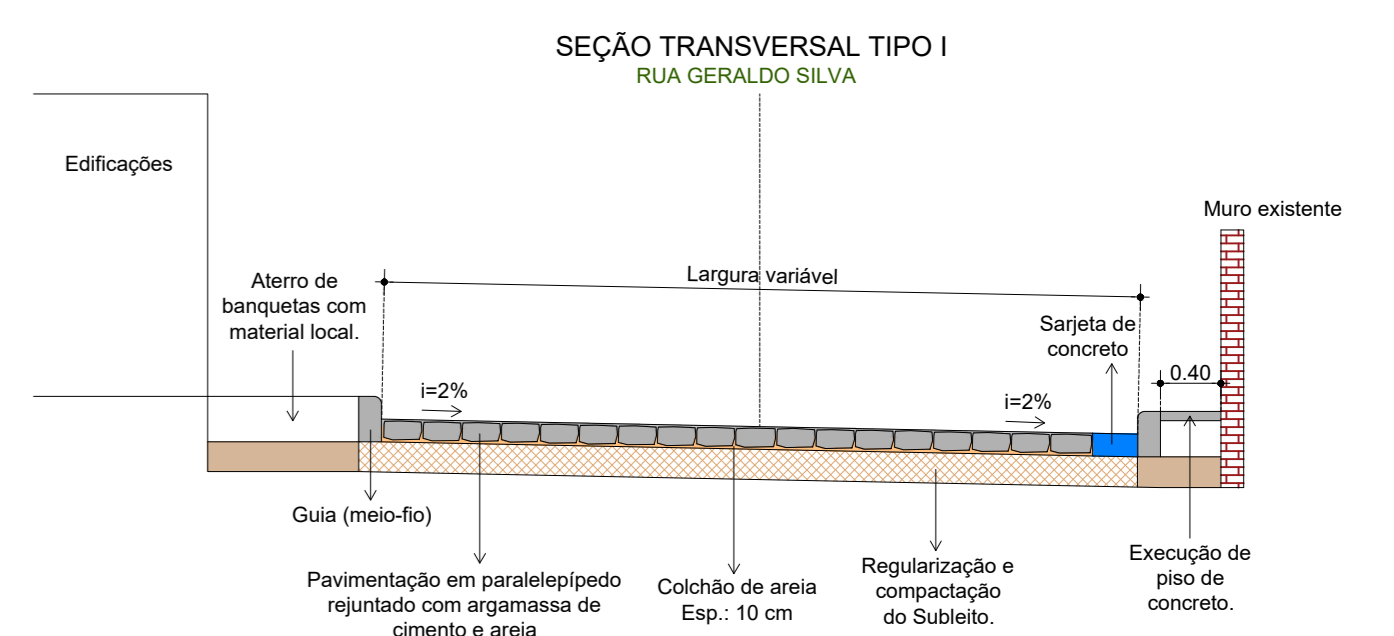 SEÇÃO TRANSVERSAL TIPO I
RUA GERALDO SILVA
Edificações
Muro existente
Aterro de
banquetas com
material local.
Largura variável
Sarjeta de
concreto
0.40
i=2%
i=2%
Guia (meio-fio)
Pavimentação em paralelepípedo
rejuntado com argamassa de
cimento e areia
Colchão de areia
Esp.: 10 cm
Regularização e
compactação
do Subleito.
Execução de
piso de
concreto.